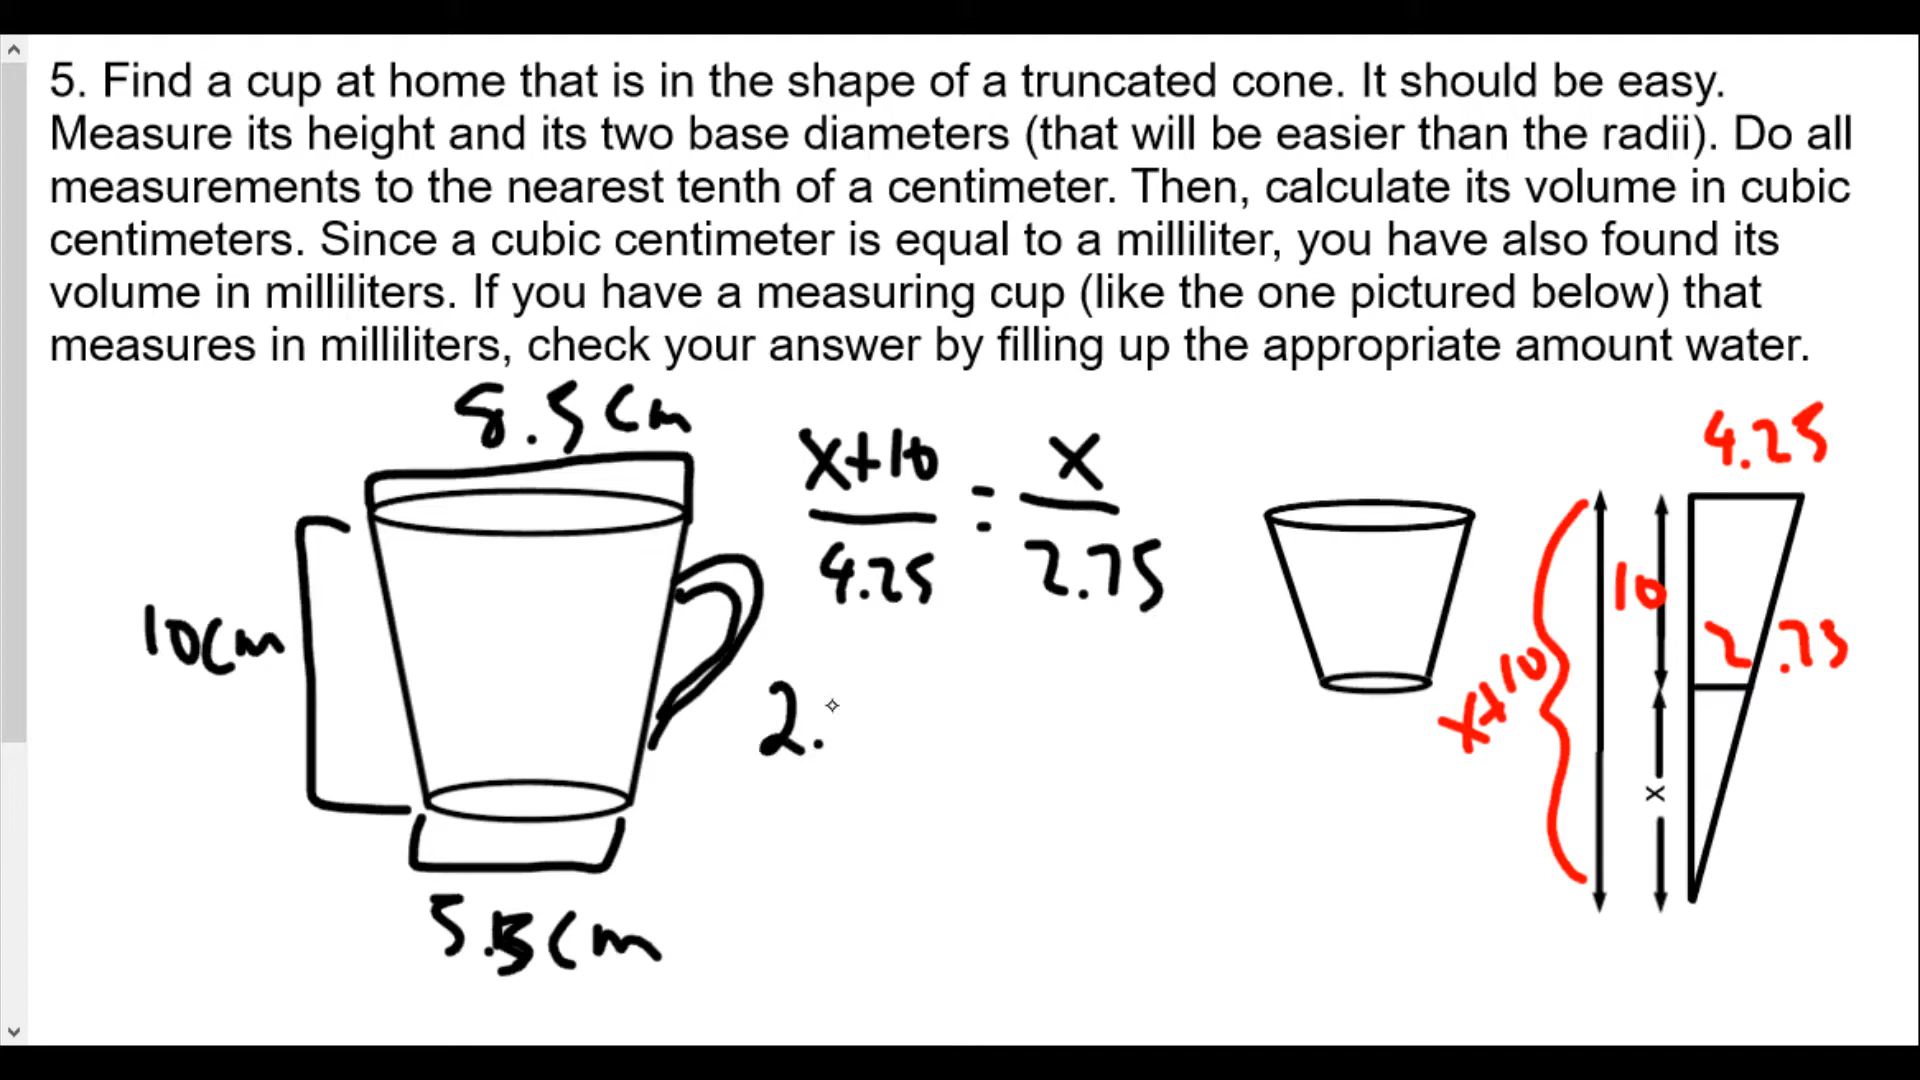 5. Find a cup at home that is in the shape of a truncated cone. It should be easy.
Measure its height and its two base diameters (that will be easier than the radii). Do all
measurements to the nearest tenth of a centimeter. Then, calculate its volume in cubic
centimeters. Since a cubic centimeter is equal to a milliliter, you have also found its
volume in milliliters. If you have a measuring cup (like the one pictured below) that
measures in milliliters, check your answer by filling up the appropriate amount water.
8.5cm
x+10 = x
4.25 2.75
4.25
10
10cm
2.75
x+10
2.
x
5.5cm